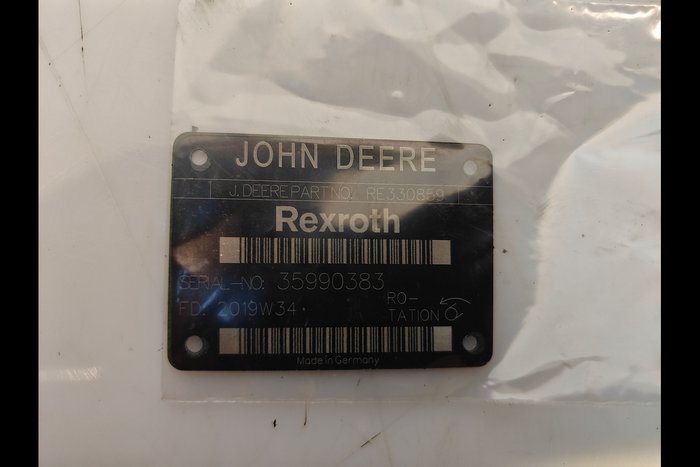 JOHN DEERE
J. DEERE PART NO. RE330859
Rexroth
SERIAL-NO: 35990383
FD: 2019W34
RO-
TATION
Made in Germany